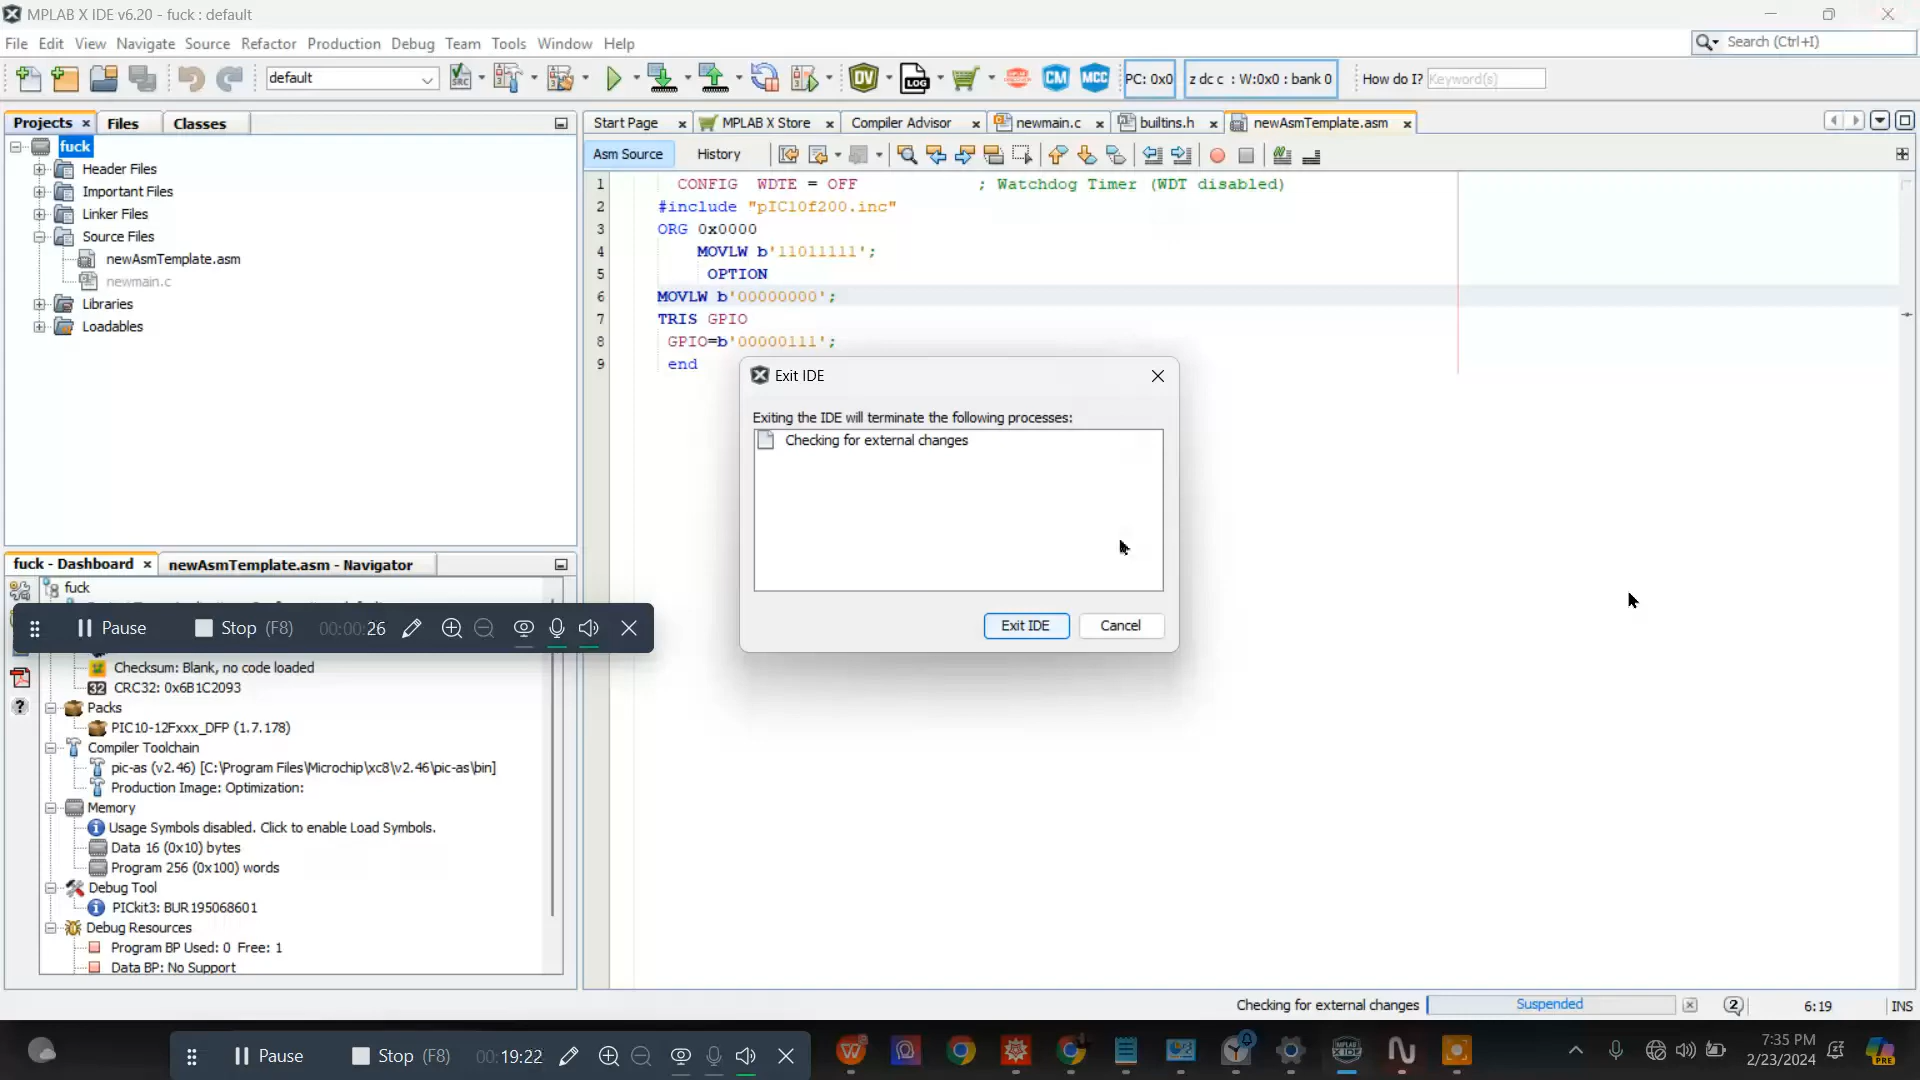 MPLAB X IDE v6.20 - fuck : default
File Edit View Navigate Source Refactor Production Debug Team Tools Window Help
Search (Ctrl+I)
default
SRC
DV
LOG
CM
MCC
PC: 0x0
z dc c : W:0x0 : bank 0
How do I?
Keyword(s)
Projects
Files
Classes
fuck
Header Files
Important Files
Linker Files
Source Files
newAsmTemplate.asm
newmain.c
Libraries
Loadables
Start Page
MPLAB X Store
Compiler Advisor
newmain.c
builtins.h
newAsmTemplate.asm
Asm Source
History
1 CONFIG WDTE = OFF ; Watchdog Timer (WDT disabled)
2 #include "pIC10f200.inc"
3 ORG 0x0000
4 MOVLW b'11011111';
5 OPTION
6 MOVLW b'00000000';
7 TRIS GPIO
8 GPIO=b'00000111';
9 end
Exit IDE
Exiting the IDE will terminate the following processes:
Checking for external changes
Exit IDE
Cancel
fuck - Dashboard
newAsmTemplate.asm - Navigator
fuck
Pause
Stop (F8)
00:00:26
Checksum: Blank, no code loaded
32 CRC32: 0x6B1C2093
Packs
PIC10-12Fxxx_DFP (1.7.178)
Compiler Toolchain
pic-as (v2.46) [C:\Program Files\Microchip\xc8\v2.46\pic-as\bin]
Production Image: Optimization:
Memory
Usage Symbols disabled. Click to enable Load Symbols.
Data 16 (0x10) bytes
Program 256 (0x100) words
Debug Tool
PICkit3: BUR195068601
Debug Resources
Program BP Used: 0 Free: 1
Data BP: No Support
Checking for external changes
Suspended
2
6:19
INS
Pause
Stop (F8)
00:19:22
MPLAB
X IDE
7:35 PM
2/23/2024
PRE